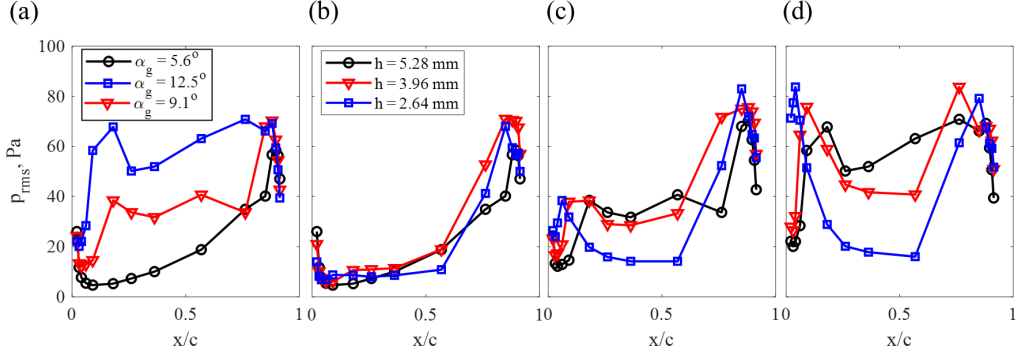 (a)
(b)
(c)
(d)
100
80
60
40
20
0
p_rms, Pa
α_g = 5.6°
α_g = 12.5°
α_g = 9.1°
h = 5.28 mm
h = 3.96 mm
h = 2.64 mm
0 0.5 1
0 0.5 1
0 0.5 1
0 0.5 1
x/c
x/c
x/c
x/c